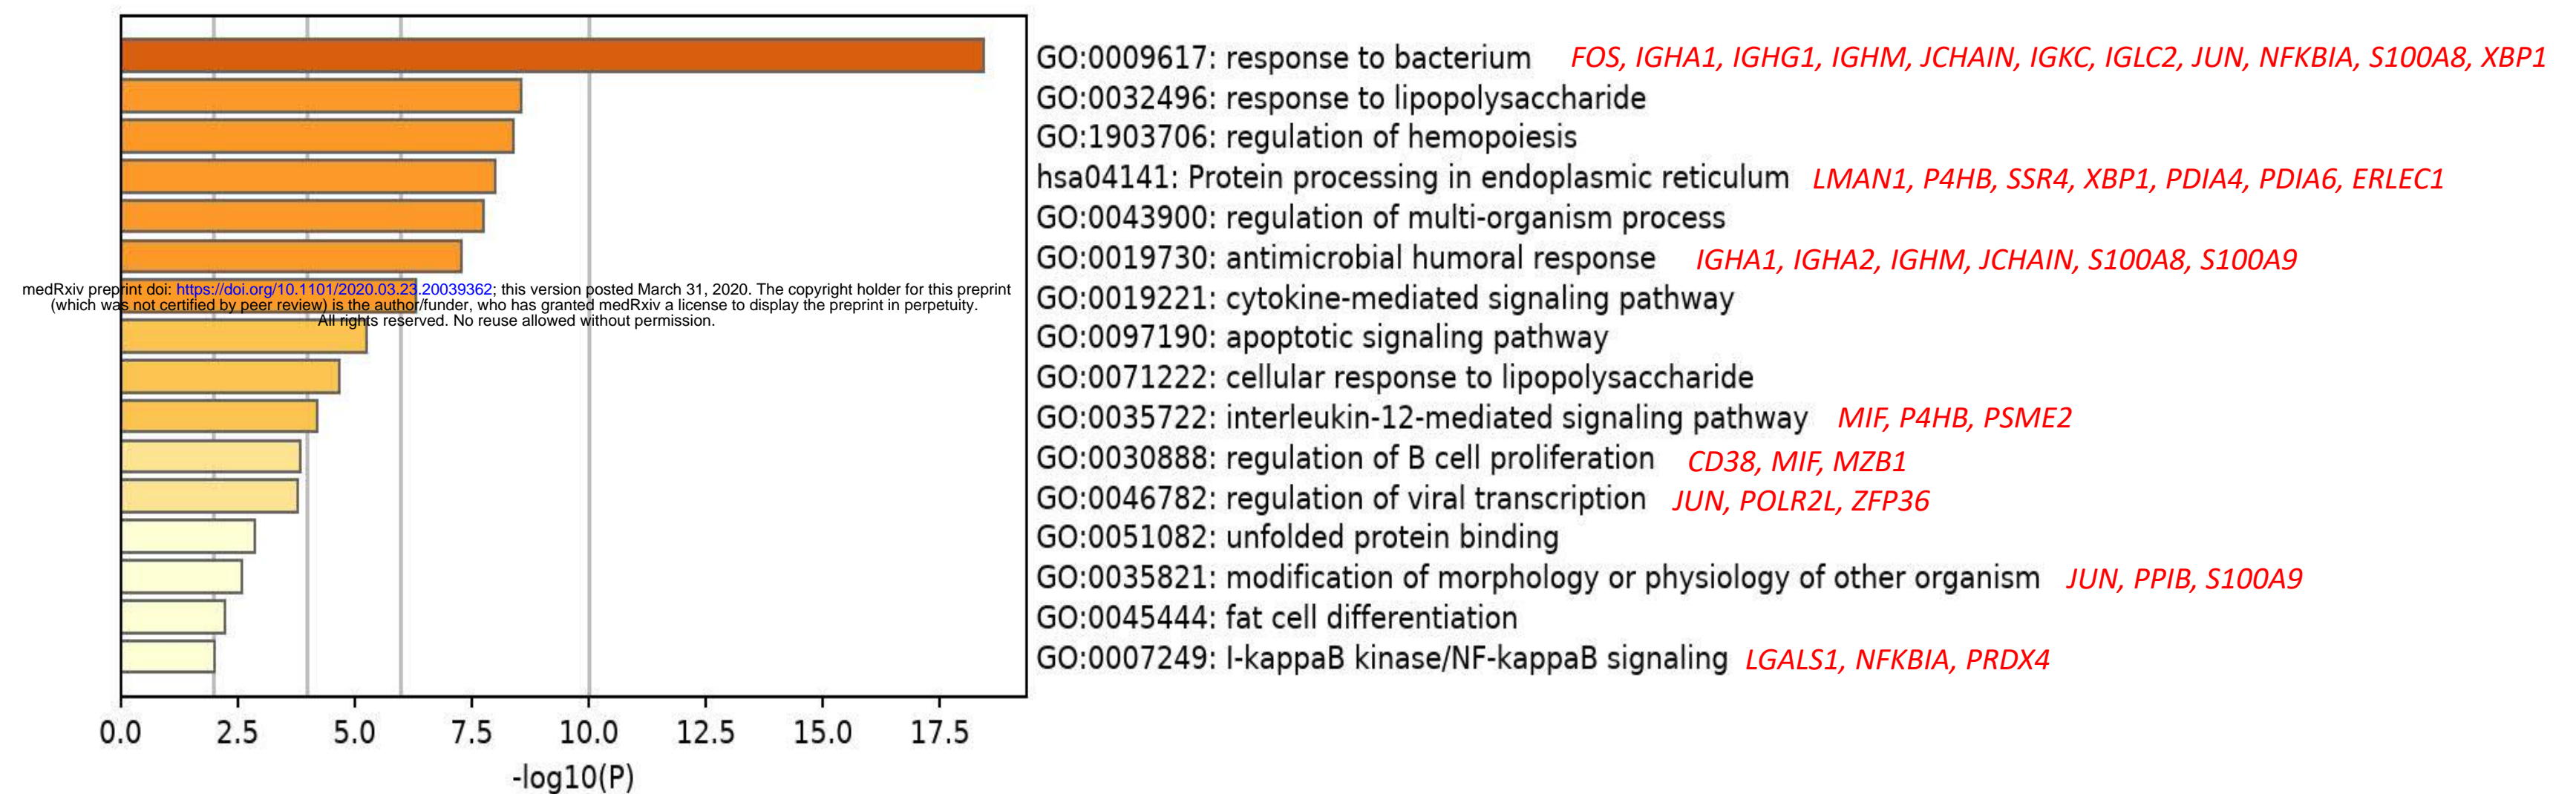 GO:0009617: response to bacterium FOS, IGHA1, IGHG1, IGHM, JCHAIN, IGKC, IGLC2, JUN, NFKBIA, S100A8, XBP1
GO:0032496: response to lipopolysaccharide
GO:1903706: regulation of hemopoiesis
hsa04141: Protein processing in endoplasmic reticulum LMAN1, P4HB, SSR4, XBP1, PDIA4, PDIA6, ERLEC1
GO:0043900: regulation of multi-organism process
GO:0019730: antimicrobial humoral response IGHA1, IGHA2, IGHM, JCHAIN, S100A8, S100A9
medRxiv preprint doi: https://doi.org/10.1101/2020.03.23.20039362; this version posted March 31, 2020. The copyright holder for this preprint
(which was not certified by peer review) is the author/funder, who has granted medRxiv a license to display the preprint in perpetuity.
All rights reserved. No reuse allowed without permission.
GO:0019221: cytokine-mediated signaling pathway
GO:0097190: apoptotic signaling pathway
GO:0071222: cellular response to lipopolysaccharide
GO:0035722: interleukin-12-mediated signaling pathway MIF, P4HB, PSME2
GO:0030888: regulation of B cell proliferation CD38, MIF, MZB1
GO:0046782: regulation of viral transcription JUN, POLR2L, ZFP36
GO:0051082: unfolded protein binding
GO:0035821: modification of morphology or physiology of other organism JUN, PPIB, S100A9
GO:0045444: fat cell differentiation
GO:0007249: I-kappaB kinase/NF-kappaB signaling LGALS1, NFKBIA, PRDX4
0.0 2.5 5.0 7.5 10.0 12.5 15.0 17.5
-log10(P)